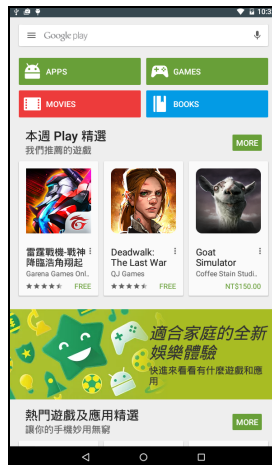 10:3
Google play
APPS
GAMES
MOVIES
BOOKS
本週 Play 精選
我們推薦的遊戲
MORE
雷霆戰機-戰神
降臨浩角翔起
Garena Games Onl..
FREE
Deadwalk:
The Last War
QJ Games
FREE
Goat
Simulator
Coffee Stain Studi..
NT$150.00
適合家庭的全新
娛樂體驗
快進來看看有什麼遊戲和應
用
熱門遊戲及應用精選
讓你的手機妙用無窮
MORE